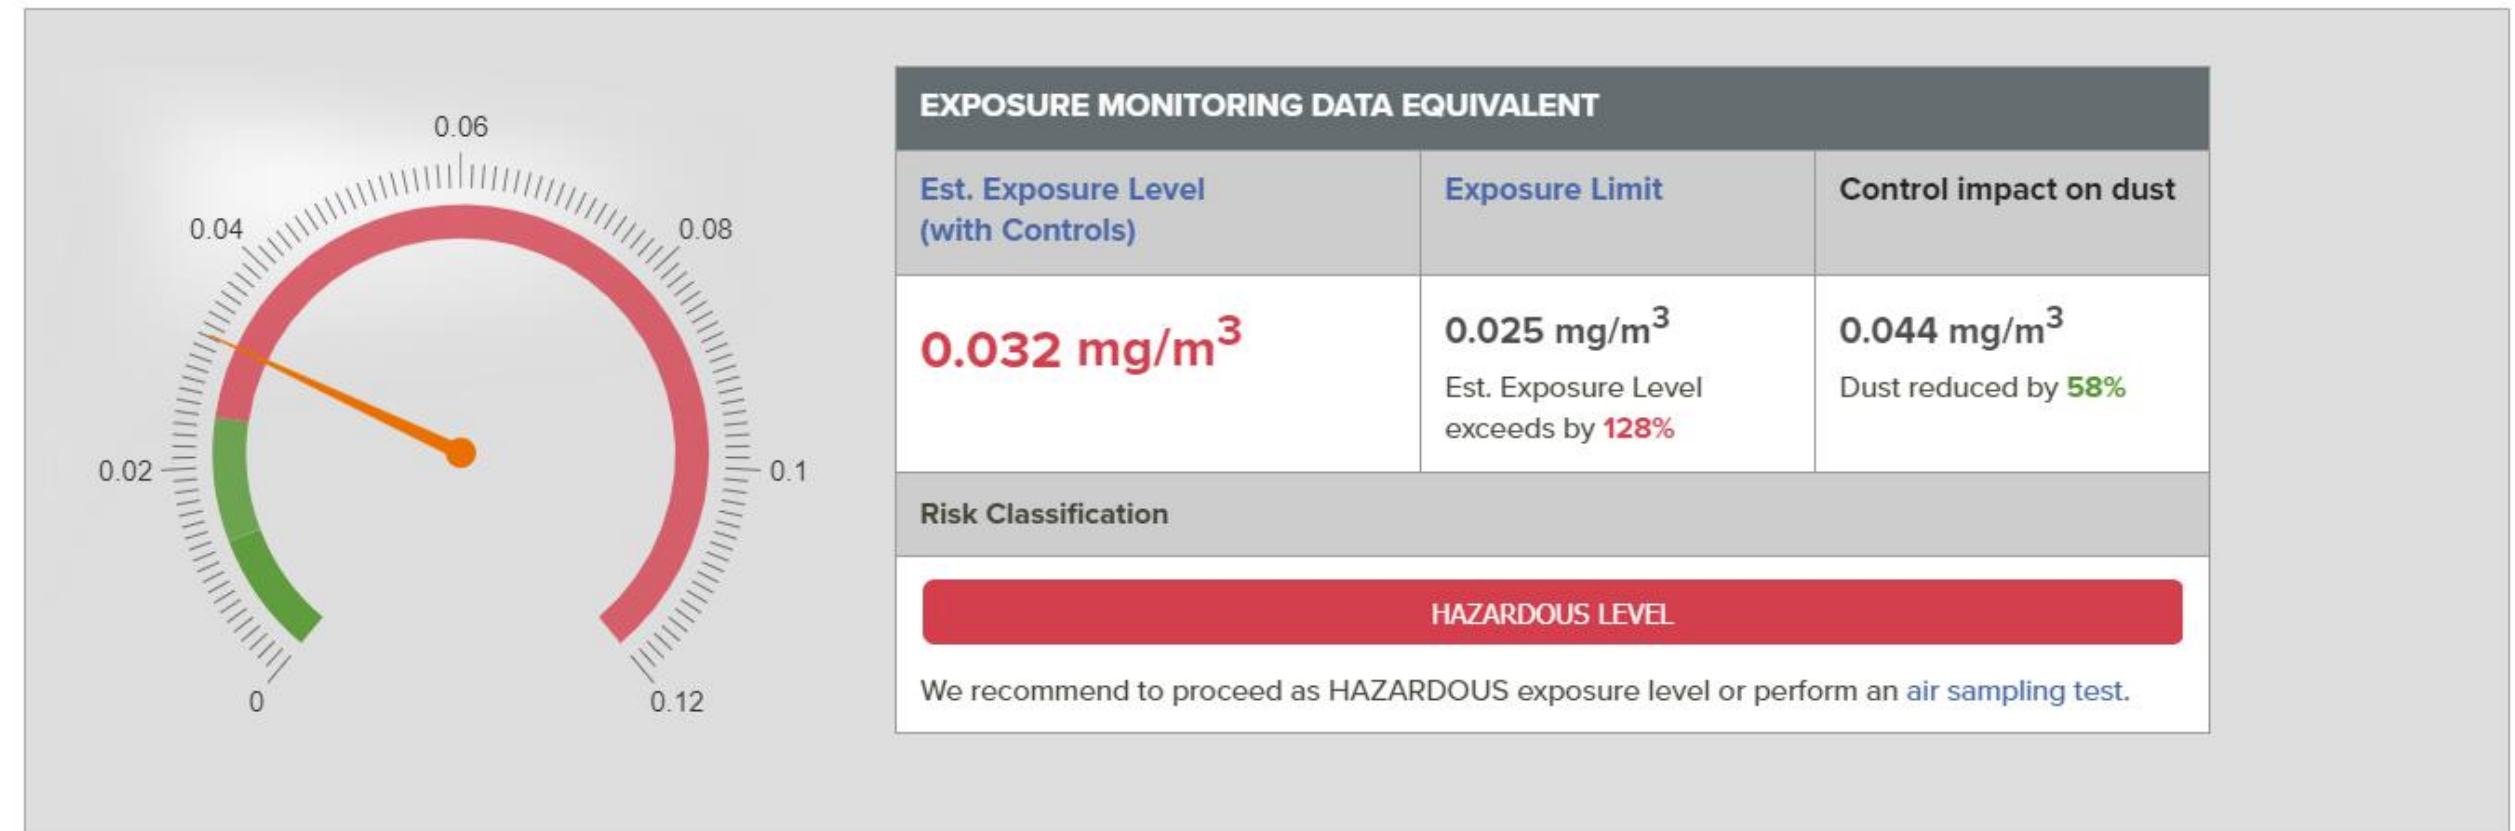 0.06
0.04
0.08
0.02
0.1
0
0.12
EXPOSURE MONITORING DATA EQUIVALENT
Est. Exposure Level
(with Controls)
Exposure Limit
Control impact on dust
0.032 mg/m³
0.025 mg/m³
Est. Exposure Level
exceeds by 128%
0.044 mg/m³
Dust reduced by 58%
Risk Classification
HAZARDOUS LEVEL
We recommend to proceed as HAZARDOUS exposure level or perform an air sampling test.